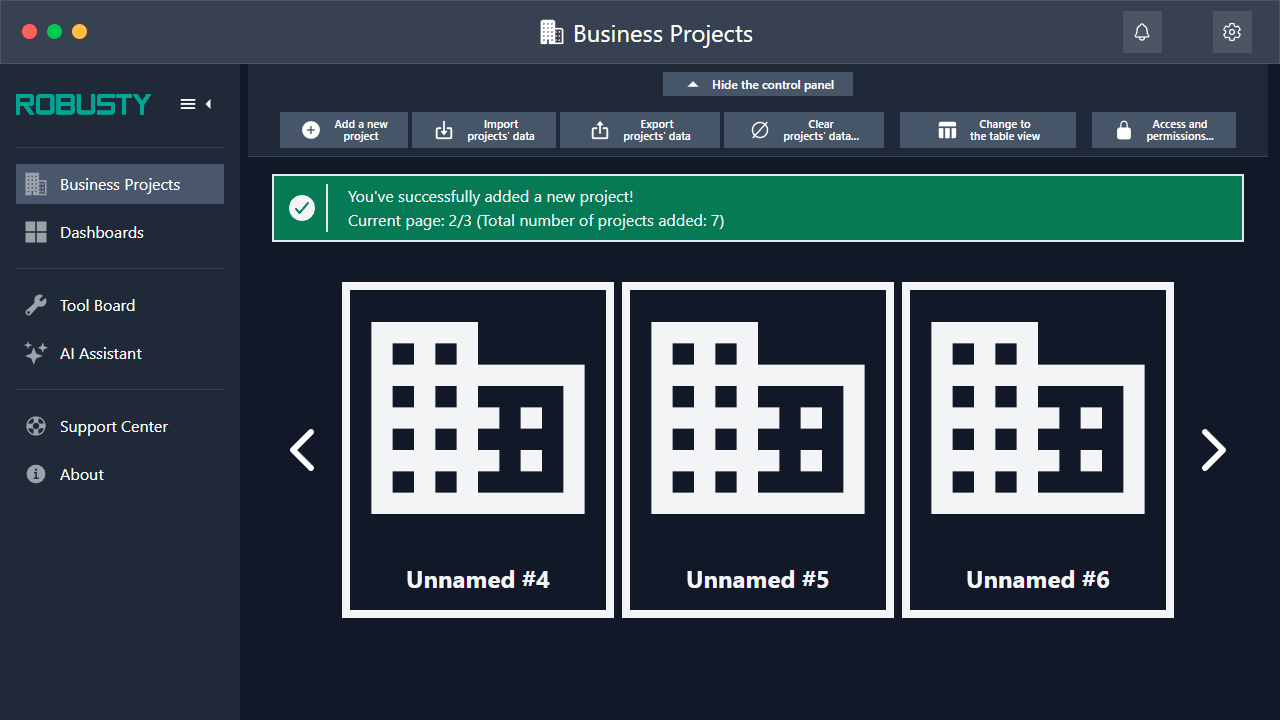 Business Projects
ROBUSTY
Hide the control panel
Add a new
project
Import
projects' data
Export
projects' data
Clear
projects' data...
Change to
the table view
Access and
permissions...
Business Projects
Dashboards
Tool Board
AI Assistant
Support Center
About
You've successfully added a new project!
Current page: 2/3 (Total number of projects added: 7)
Unnamed #4
Unnamed #5
Unnamed #6